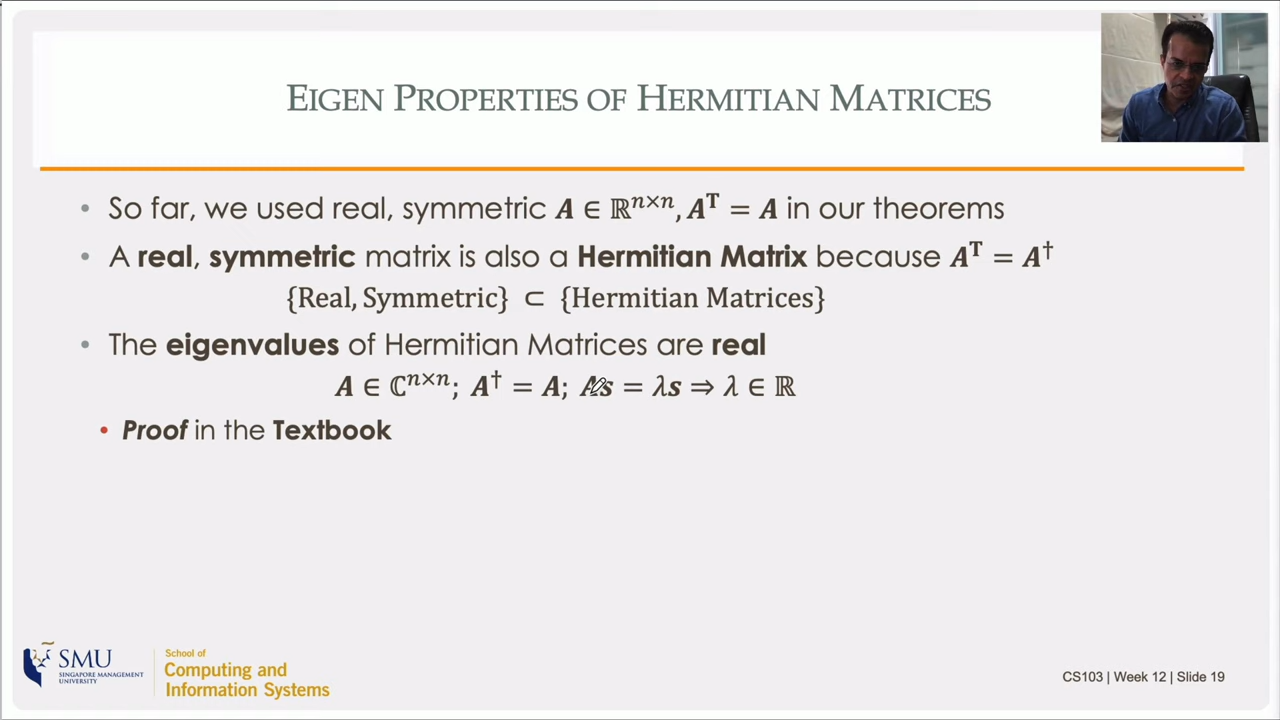 EIGEN PROPERTIES OF HERMITIAN MATRICES
• So far, we used real, symmetric A ∈ ℝⁿˣⁿ, Aᵀ = A in our theorems
• A real, symmetric matrix is also a Hermitian Matrix because Aᵀ = A†
{Real, Symmetric} ⊂ {Hermitian Matrices}
• The eigenvalues of Hermitian Matrices are real
A ∈ ℂⁿˣⁿ; A† = A; As = λs ⇒ λ ∈ ℝ
• Proof in the Textbook
SMU
SINGAPORE MANAGEMENT
UNIVERSITY
School of
Computing and
Information Systems
CS103 | Week 12 | Slide 19